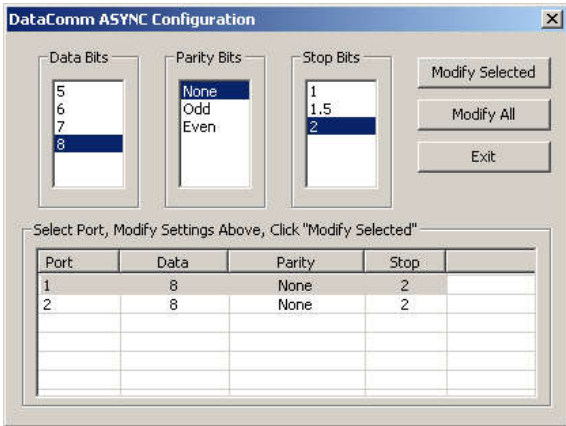 DataComm ASYNC Configuration
Data Bits
5
6
7
8
Parity Bits
None
Odd
Even
Stop Bits
1
1.5
2
Modify Selected
Modify All
Exit
Select Port, Modify Settings Above, Click "Modify Selected"
Port Data Parity Stop
1 8 None 2
2 8 None 2